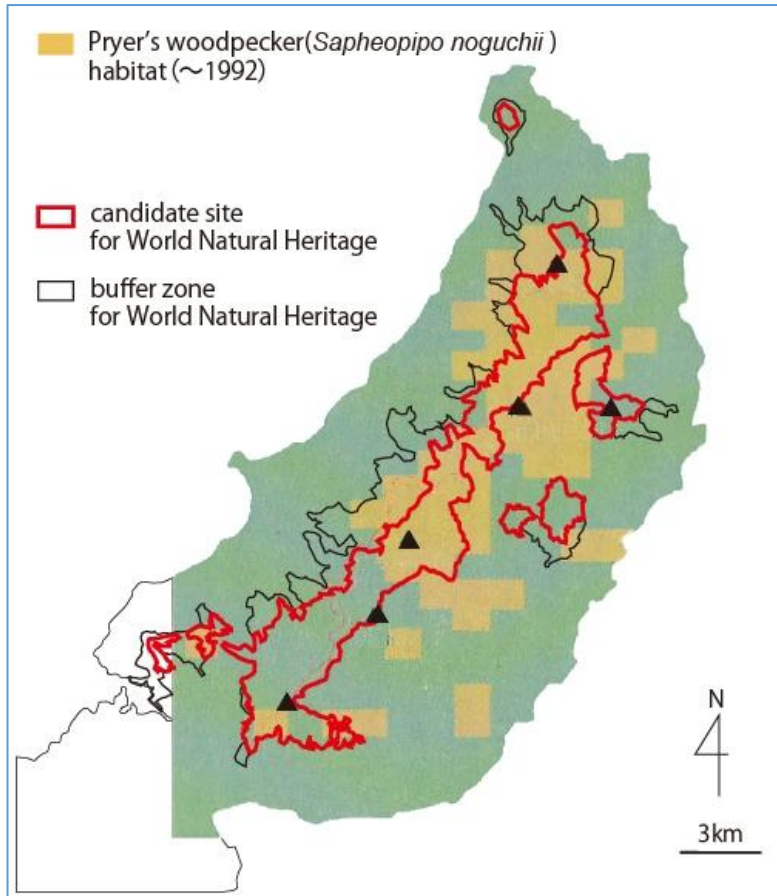 Pryer's woodpecker(Sapheopipo noguchii )
habitat (～1992)
candidate site
for World Natural Heritage
buffer zone
for World Natural Heritage
N
3km